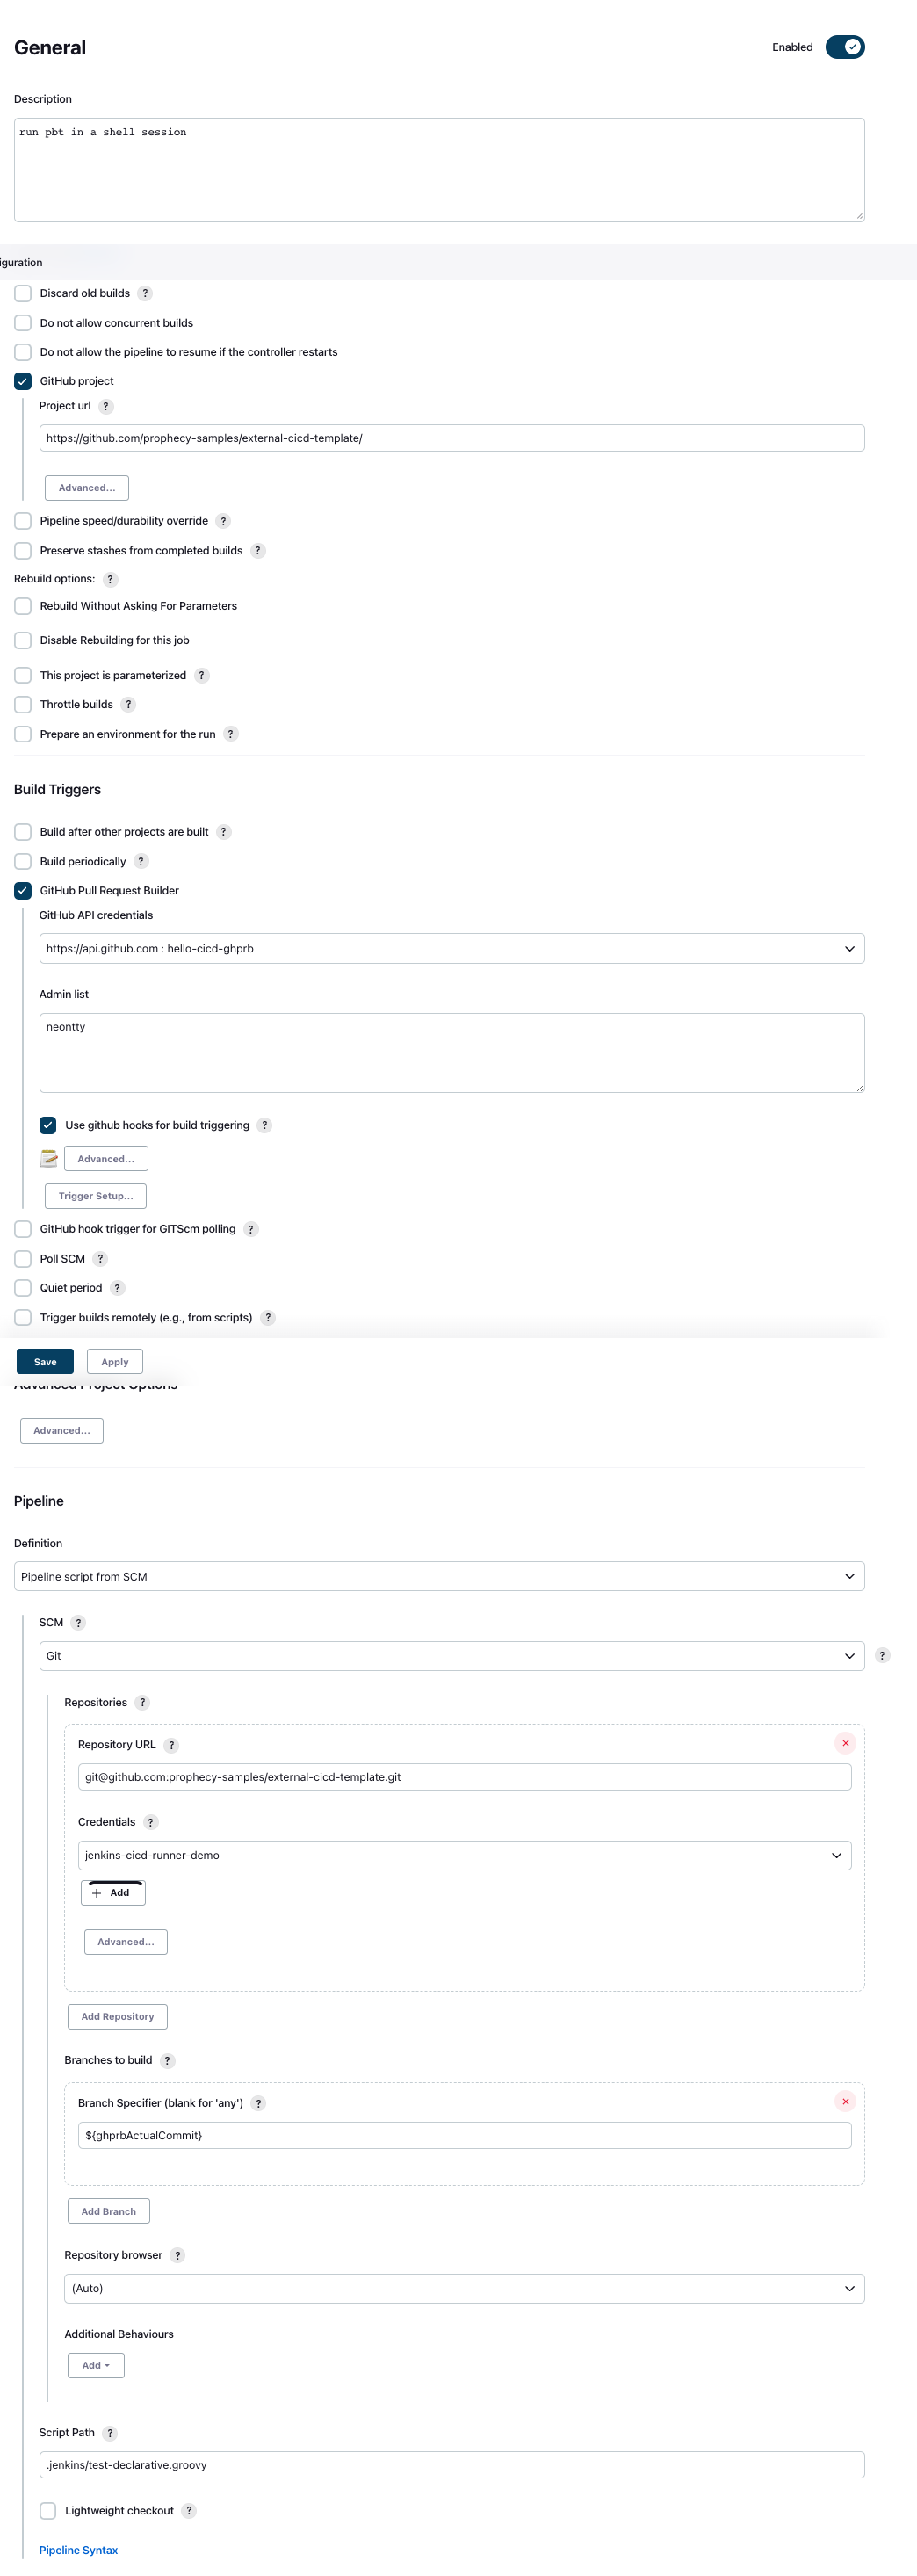 General
Enabled
Description
run pbt in a shell session
iguration
Discard old builds ?
Do not allow concurrent builds
Do not allow the pipeline to resume if the controller restarts
GitHub project
Project url ?
https://github.com/prophecy-samples/external-cicd-template/
Advanced...
Pipeline speed/durability override ?
Preserve stashes from completed builds ?
Rebuild options: ?
Rebuild Without Asking For Parameters
Disable Rebuilding for this job
This project is parameterized ?
Throttle builds ?
Prepare an environment for the run ?
Build Triggers
Build after other projects are built ?
Build periodically ?
GitHub Pull Request Builder
GitHub API credentials
https://api.github.com : hello-cicd-ghprb
Admin list
neontty
Use github hooks for build triggering ?
Advanced...
Trigger Setup...
GitHub hook trigger for GITScm polling ?
Poll SCM ?
Quiet period ?
Trigger builds remotely (e.g., from scripts) ?
Save Apply
Advanced Project Options
Advanced...
Pipeline
Definition
Pipeline script from SCM
SCM ?
Git ?
Repositories ?
Repository URL ?
git@github.com:prophecy-samples/external-cicd-template.git
Credentials ?
jenkins-cicd-runner-demo
+ Add
Advanced...
Add Repository
Branches to build ?
Branch Specifier (blank for 'any') ?
${ghprbActualCommit}
Add Branch
Repository browser ?
(Auto)
Additional Behaviours
Add
Script Path ?
.jenkins/test-declarative.groovy
Lightweight checkout ?
Pipeline Syntax